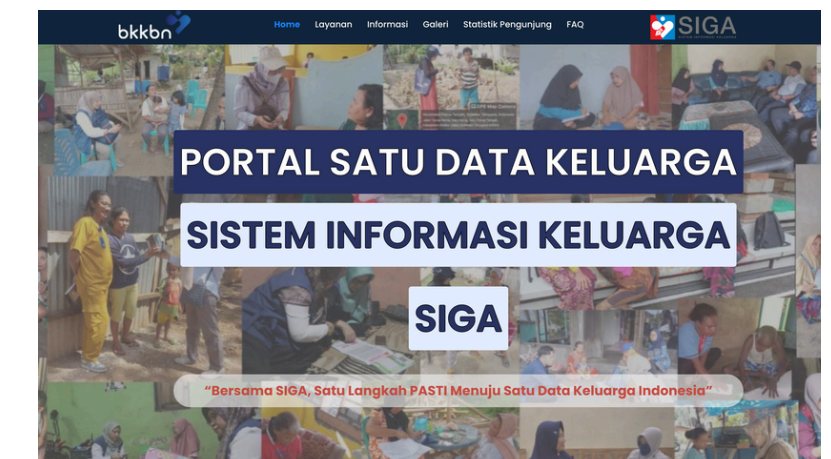 bkkbn
Home Layanan Informasi Galeri Statistik Pengunjung FAQ
SIGA
PORTAL SATU DATA KELUARGA
SISTEM INFORMASI KELUARGA
SIGA
“Bersama SIGA, Satu Langkah PASTI Menuju Satu Data Keluarga Indonesia”